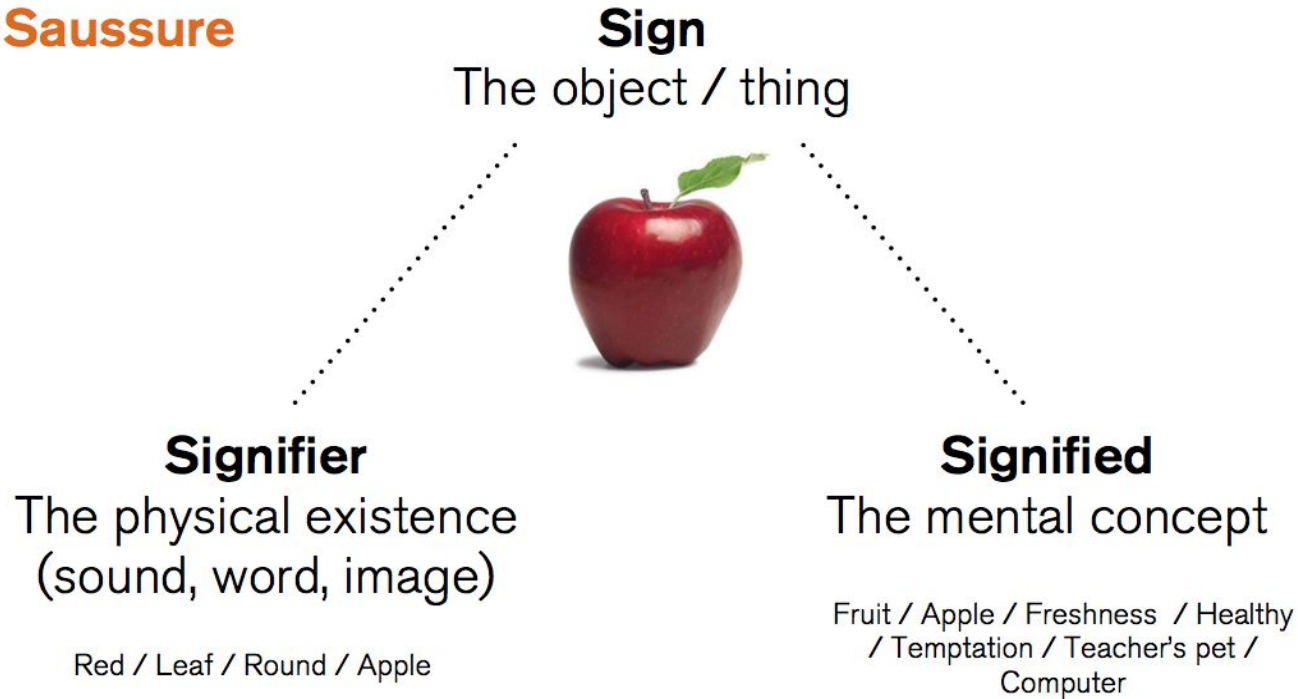 Saussure
Sign
The object / thing
Signifier
The physical existence
(sound, word, image)
Red / Leaf / Round / Apple
Signified
The mental concept
Fruit / Apple / Freshness / Healthy
/ Temptation / Teacher's pet /
Computer